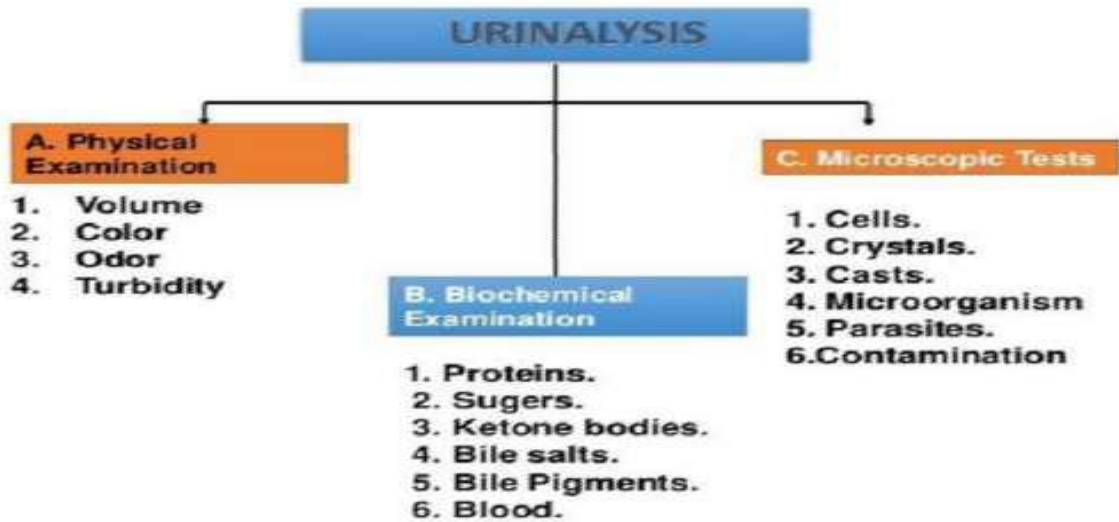 URINALYSIS
A. Physical
Examination
1. Volume
2. Color
3. Odor
4. Turbidity
B. Biochemical
Examination
1. Proteins.
2. Sugers.
3. Ketone bodies.
4. Bile salts.
5. Bile Pigments.
6. Blood.
C. Microscopic Tests
1. Cells.
2. Crystals.
3. Casts.
4. Microorganism
5. Parasites.
6.Contamination